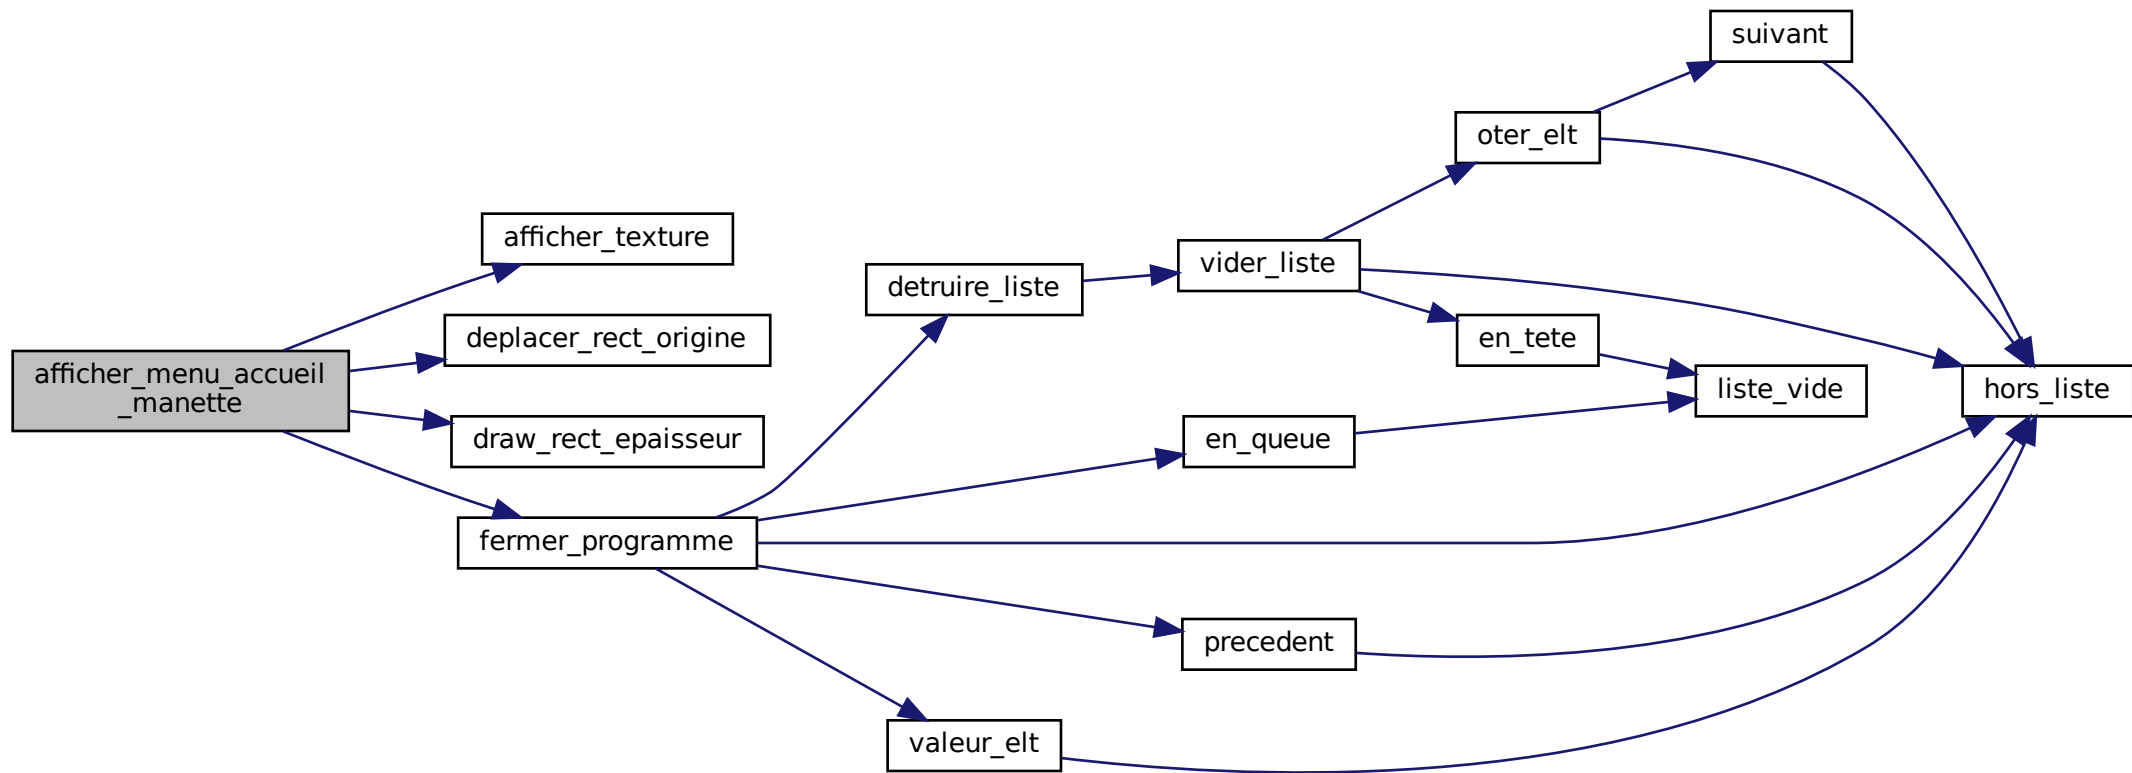 afficher_menu_accueil
_manette
afficher_texture
deplacer_rect_origine
draw_rect_epaisseur
fermer_programme
detruire_liste
vider_liste
oter_elt
suivant
hors_liste
en_tete
liste_vide
en_queue
precedent
valeur_elt